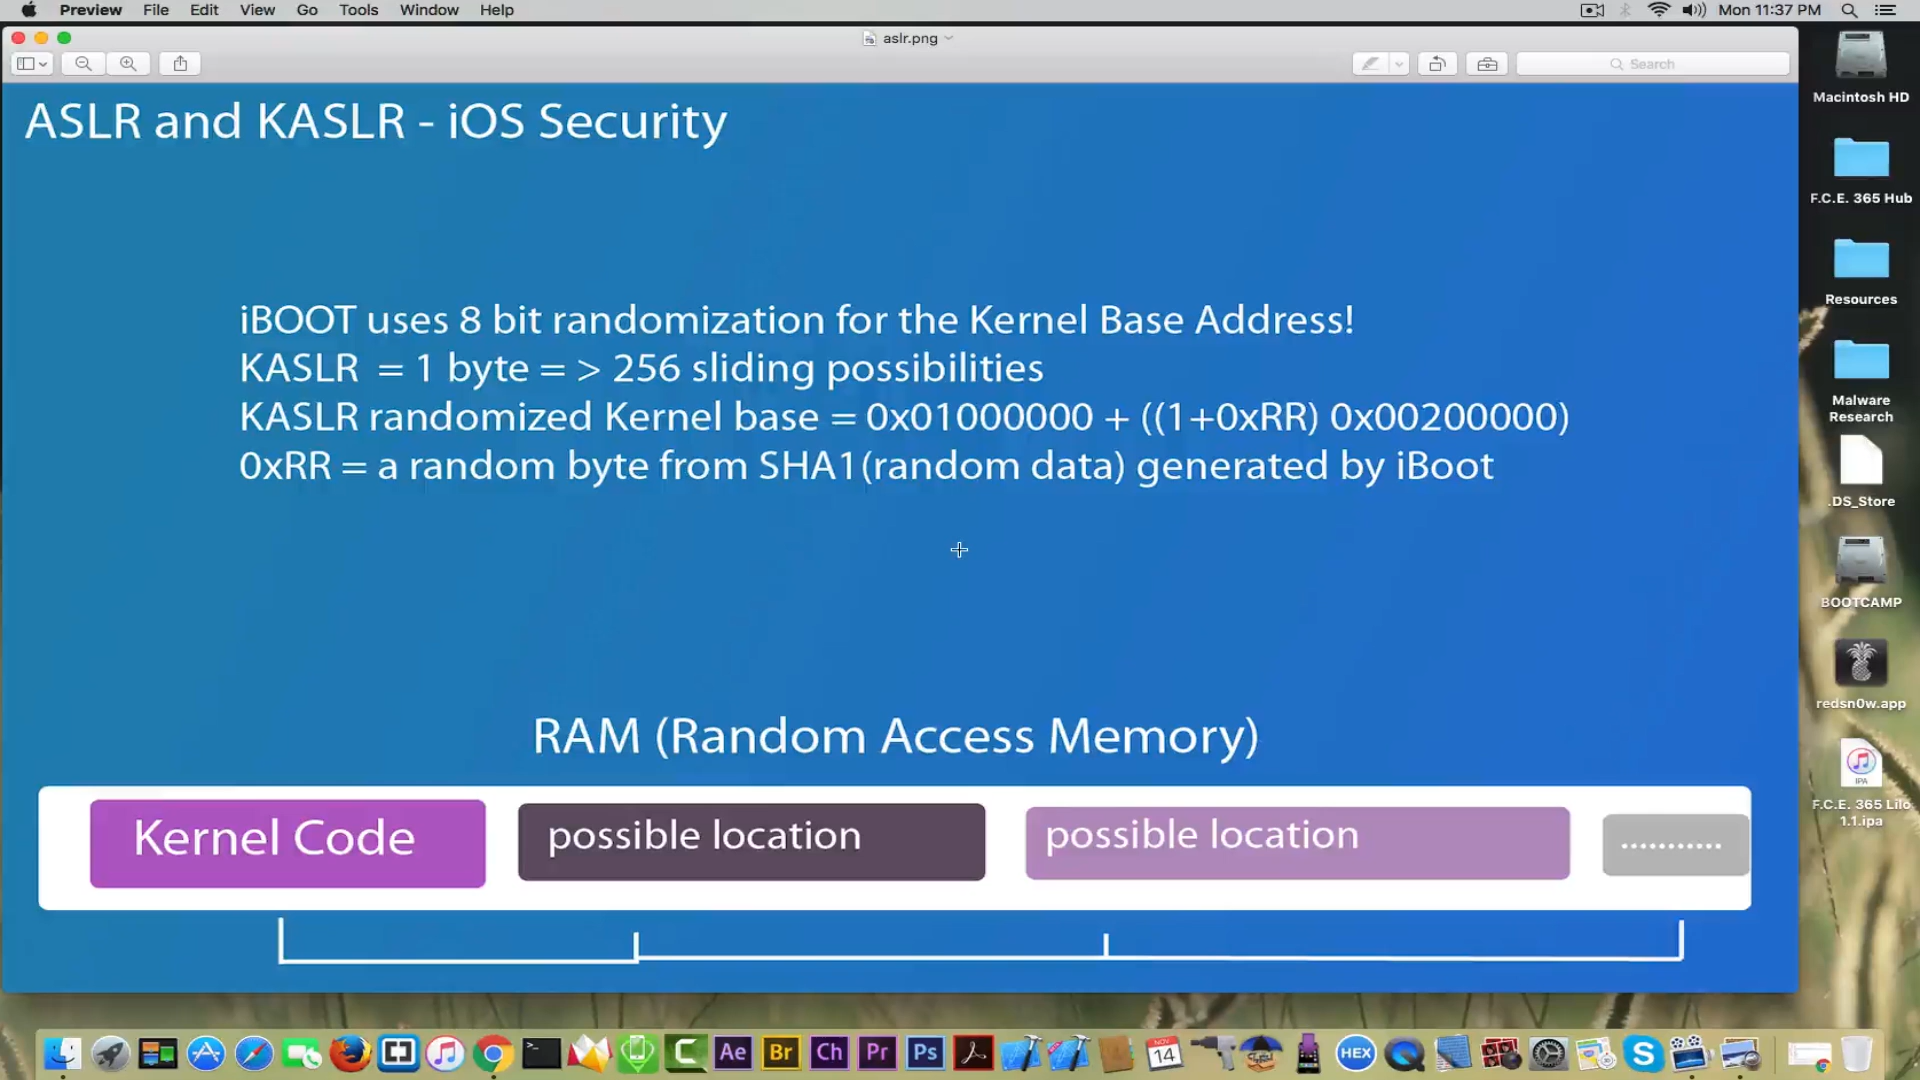 Preview File Edit View Go Tools Window Help Mon 11:37 PM
aslr.png
Search
ASLR and KASLR - iOS Security
iBOOT uses 8 bit randomization for the Kernel Base Address!
KASLR = 1 byte = > 256 sliding possibilities
KASLR randomized Kernel base = 0x01000000 + ((1+0xRR) 0x00200000)
0xRR = a random byte from SHA1(random data) generated by iBoot
RAM (Random Access Memory)
Kernel Code
possible location
possible location
...........
Macintosh HD
F.C.E. 365 Hub
Resources
Malware
Research
.DS_Store
BOOTCAMP
redsn0w.app
IPA
F.C.E. 365 Lilo
1.1.ipa
C
Ae
Br
Ch
Pr
Ps
NOV
14
HEX
S